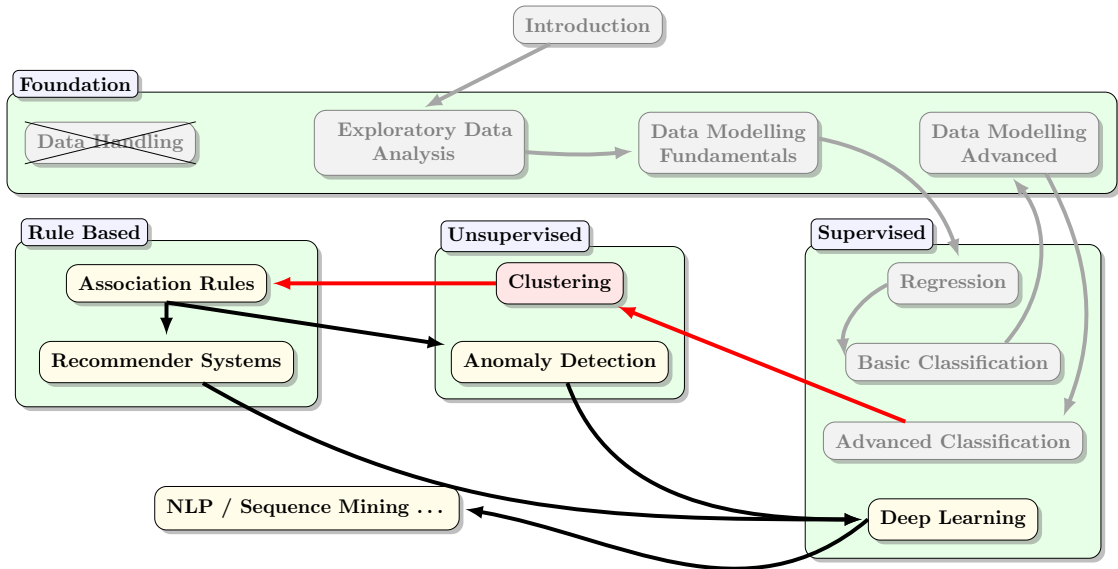 Introduction
Foundation
Data Handling
Exploratory Data
Analysis
Data Modelling
Fundamentals
Data Modelling
Advanced
Rule Based
Association Rules
Recommender Systems
Unsupervised
Clustering
Anomaly Detection
Supervised
Regression
Basic Classification
Advanced Classification
Deep Learning
NLP / Sequence Mining ...